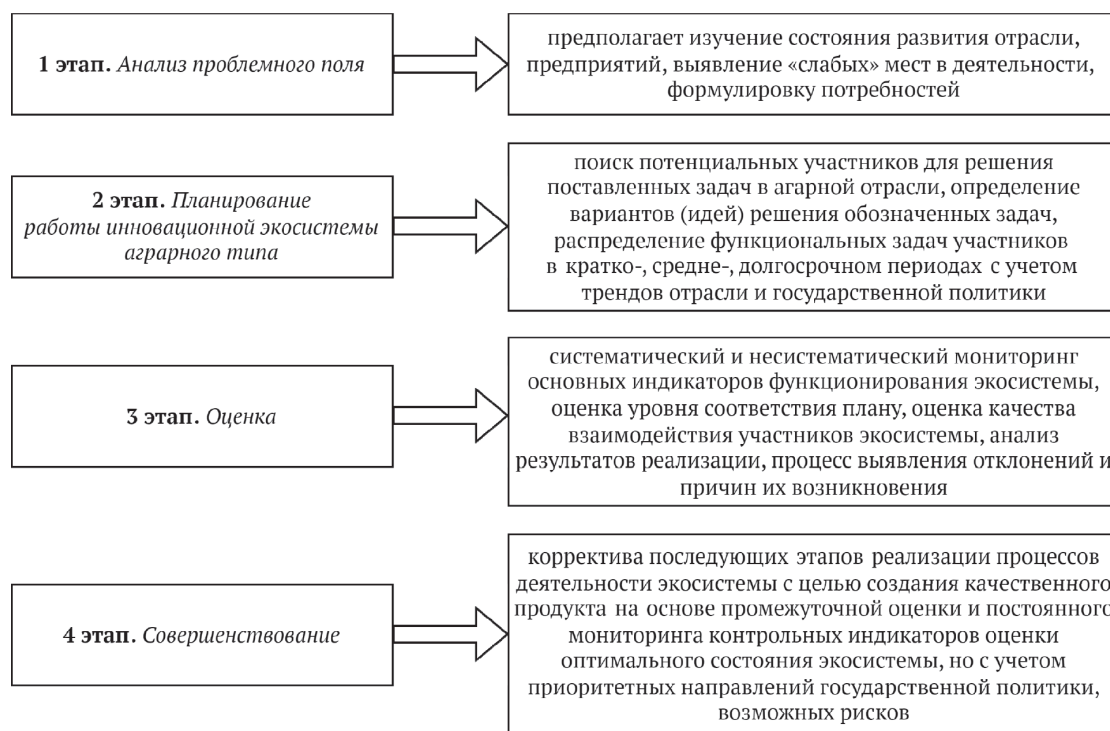 1 этап. Анализ проблемного поля
предполагает изучение состояния развития отрасли,
предприятий, выявление «слабых» мест в деятельности,
формулировку потребностей
2 этап. Планирование
работы инновационной экосистемы
аграрного типа
поиск потенциальных участников для решения
поставленных задач в агарной отрасли, определение
вариантов (идей) решения обозначенных задач,
распределение функциональных задач участников
в кратко-, средне-, долгосрочном периодах с учетом
трендов отрасли и государственной политики
3 этап. Оценка
систематический и несистематический мониторинг
основных индикаторов функционирования экосистемы,
оценка уровня соответствия плану, оценка качества
взаимодействия участников экосистемы, анализ
результатов реализации, процесс выявления отклонений и
причин их возникновения
4 этап. Совершенствование
корректива последующих этапов реализации процессов
деятельности экосистемы с целью создания качественного
продукта на основе промежуточной оценки и постоянного
мониторинга контрольных индикаторов оценки
оптимального состояния экосистемы, но с учетом
приоритетных направлений государственной политики,
возможных рисков